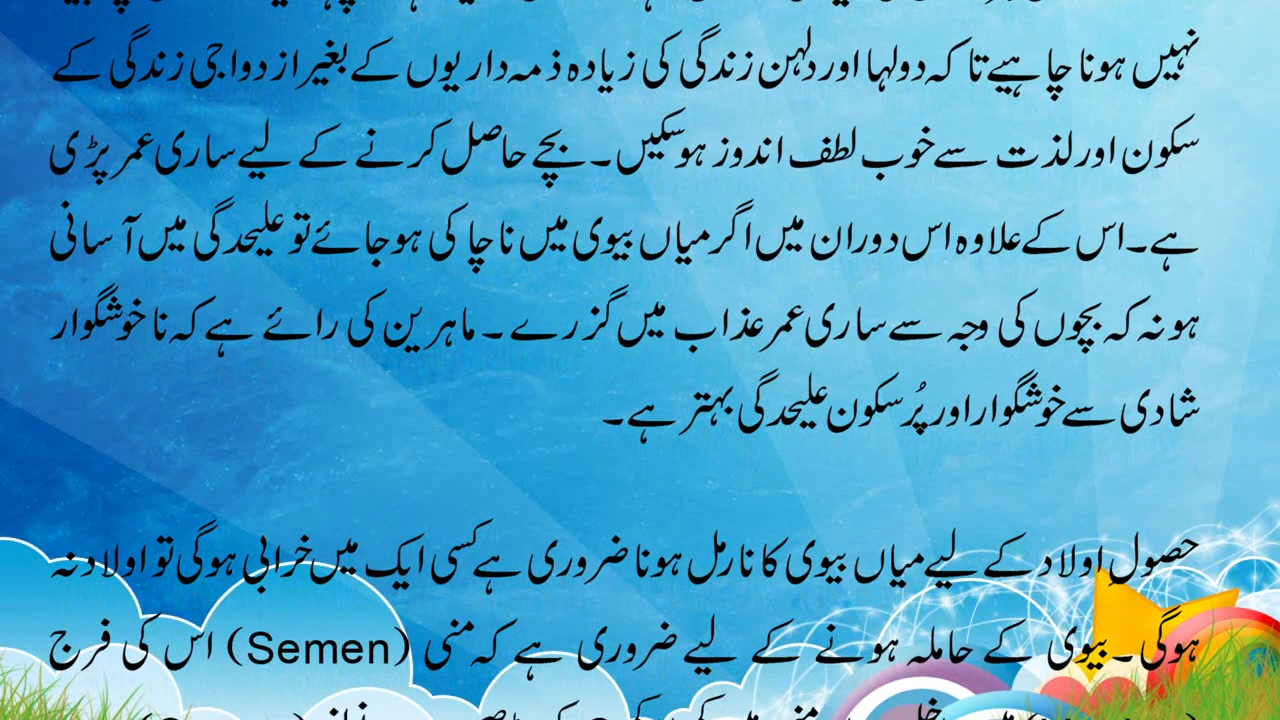 نہیں ہونا چاہیے تاکہ دولہا اور دلہن زندگی کی زیادہ ذمہ داریوں کے بغیر ازدواجی زندگی کے
سکون اور لذت سے خوب لطف اندوز ہوسکیں۔ بچے حاصل کرنے کے لیے ساری عمر پڑی
ہے۔ اس کے علاوہ اس دوران میں اگر میاں بیوی میں ناچاکی ہوجائے تو علیحدگی میں آسانی
ہو نہ کہ بچوں کی وجہ سے ساری عمر عذاب میں گزرے۔ ماہرین کی رائے ہے کہ ناخوشگوار
شادی سے خوشگوار اور پُرسکون علیحدگی بہتر ہے۔
حصولِ اولاد کے لیے میاں بیوی کا نارمل ہونا ضروری ہے کسی ایک میں خرابی ہوگی تو اولاد نہ
ہوگی۔ بیوی کے حاملہ ہونے کے لیے ضروری ہے کہ منی (Semen) اس کی فرج